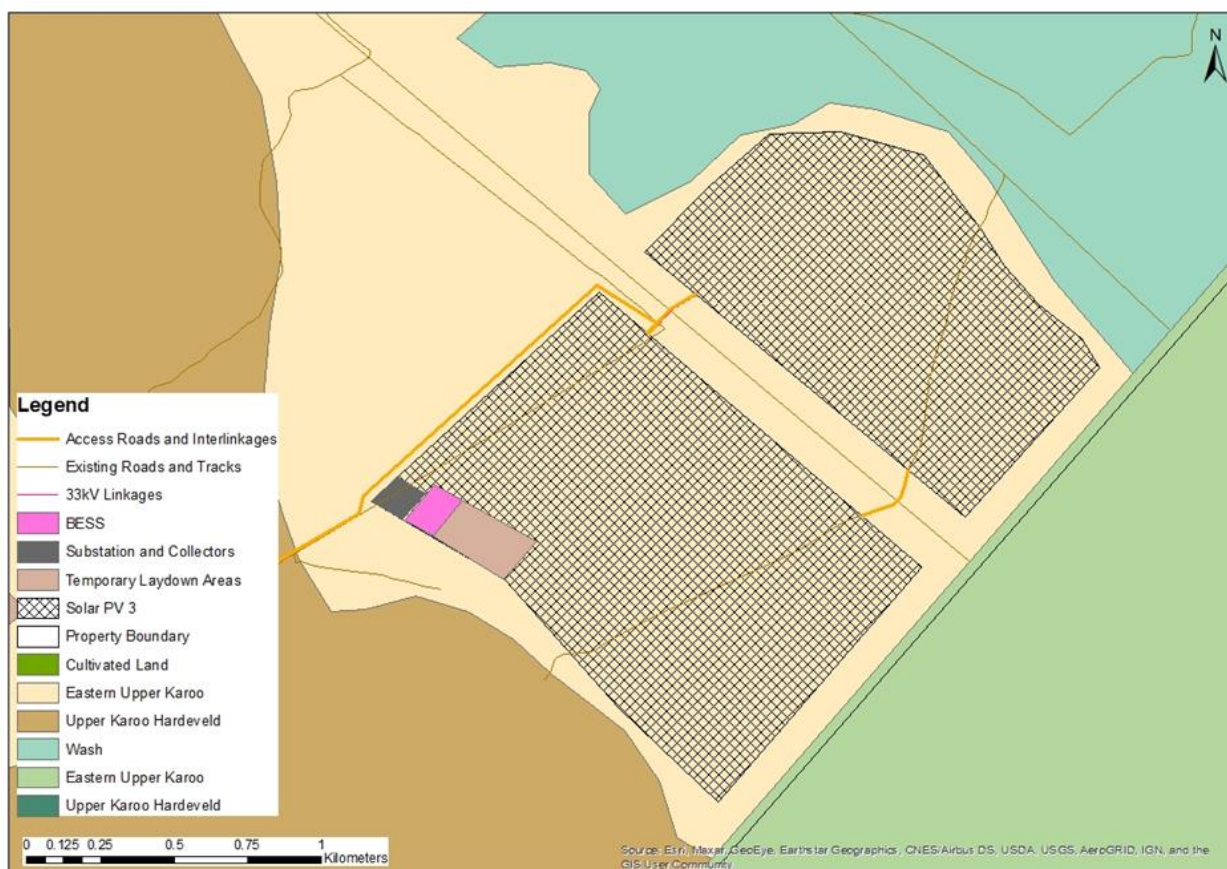 N
Legend
Access Roads and Interlinkages
Existing Roads and Tracks
33kV Linkages
BESS
Substation and Collectors
Temporary Laydown Areas
Solar PV 3
Property Boundary
Cultivated Land
Eastern Upper Karoo
Upper Karoo Hardeveld
Wash
Eastern Upper Karoo
Upper Karoo Hardeveld
0 0.125 0.25 0.5 0.75 1
Kilometers
Source: Esri, Maxar, GeoEye, Earthstar Geographics, CNES/Airbus DS, USDA, USGS, AeroGRID, IGN, and the
GIS User Community